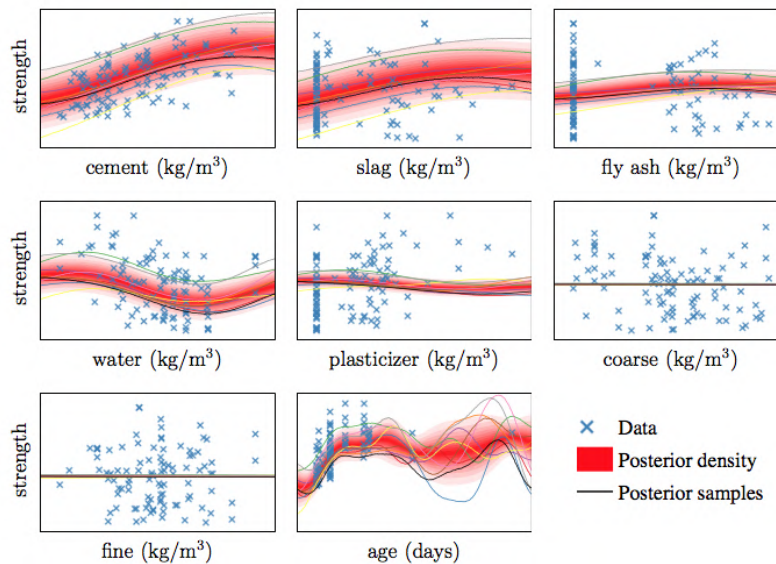 strength
cement (kg/m³)
slag (kg/m³)
fly ash (kg/m³)
strength
water (kg/m³)
plasticizer (kg/m³)
coarse (kg/m³)
strength
fine (kg/m³)
age (days)
Data
Posterior density
Posterior samples